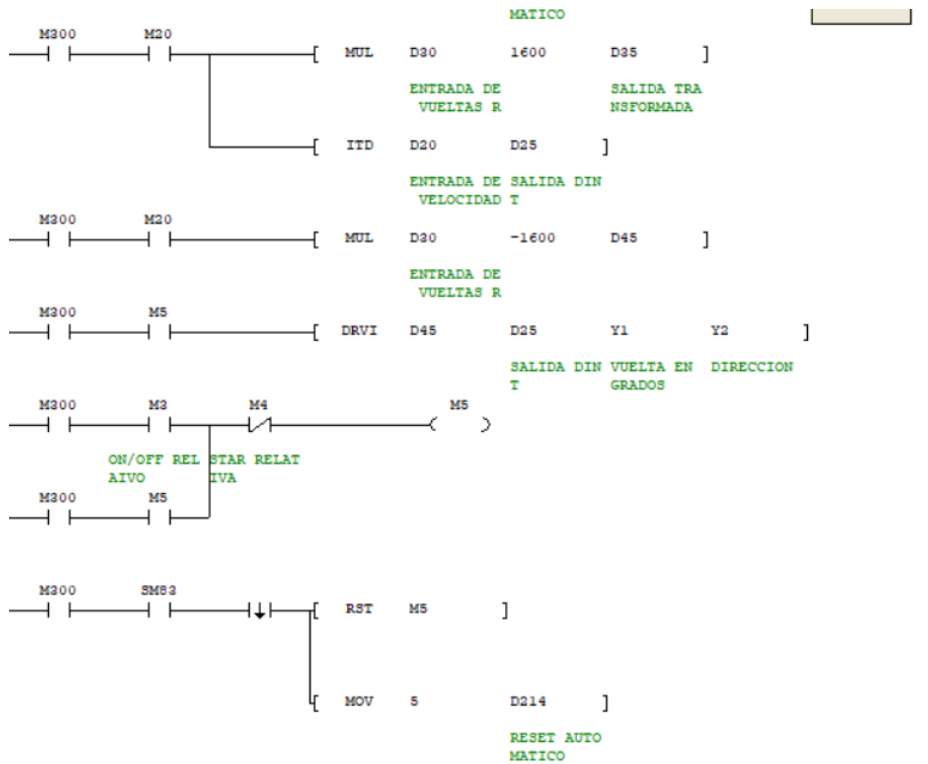 MATICO
M300 M20
MUL D30 1600 D35
ENTRADA DE SALIDA TRA
VUELTAS R NSFORMADA
ITD D20 D25
ENTRADA DE SALIDA DIN
VELOCIDAD T
M300 M20
MUL D30 -1600 D45
ENTRADA DE
VUELTAS R
M300 M5
DRVI D45 D25 Y1 Y2
SALIDA DIN VUELTA EN DIRECCION
T GRADOS
M300 M3 M4 M5
ON/OFF REL STAR RELAT
AIVO IVA
M300 M5
M300 SM83
RST M5
MOV 5 D214
RESET AUTO
MATICO